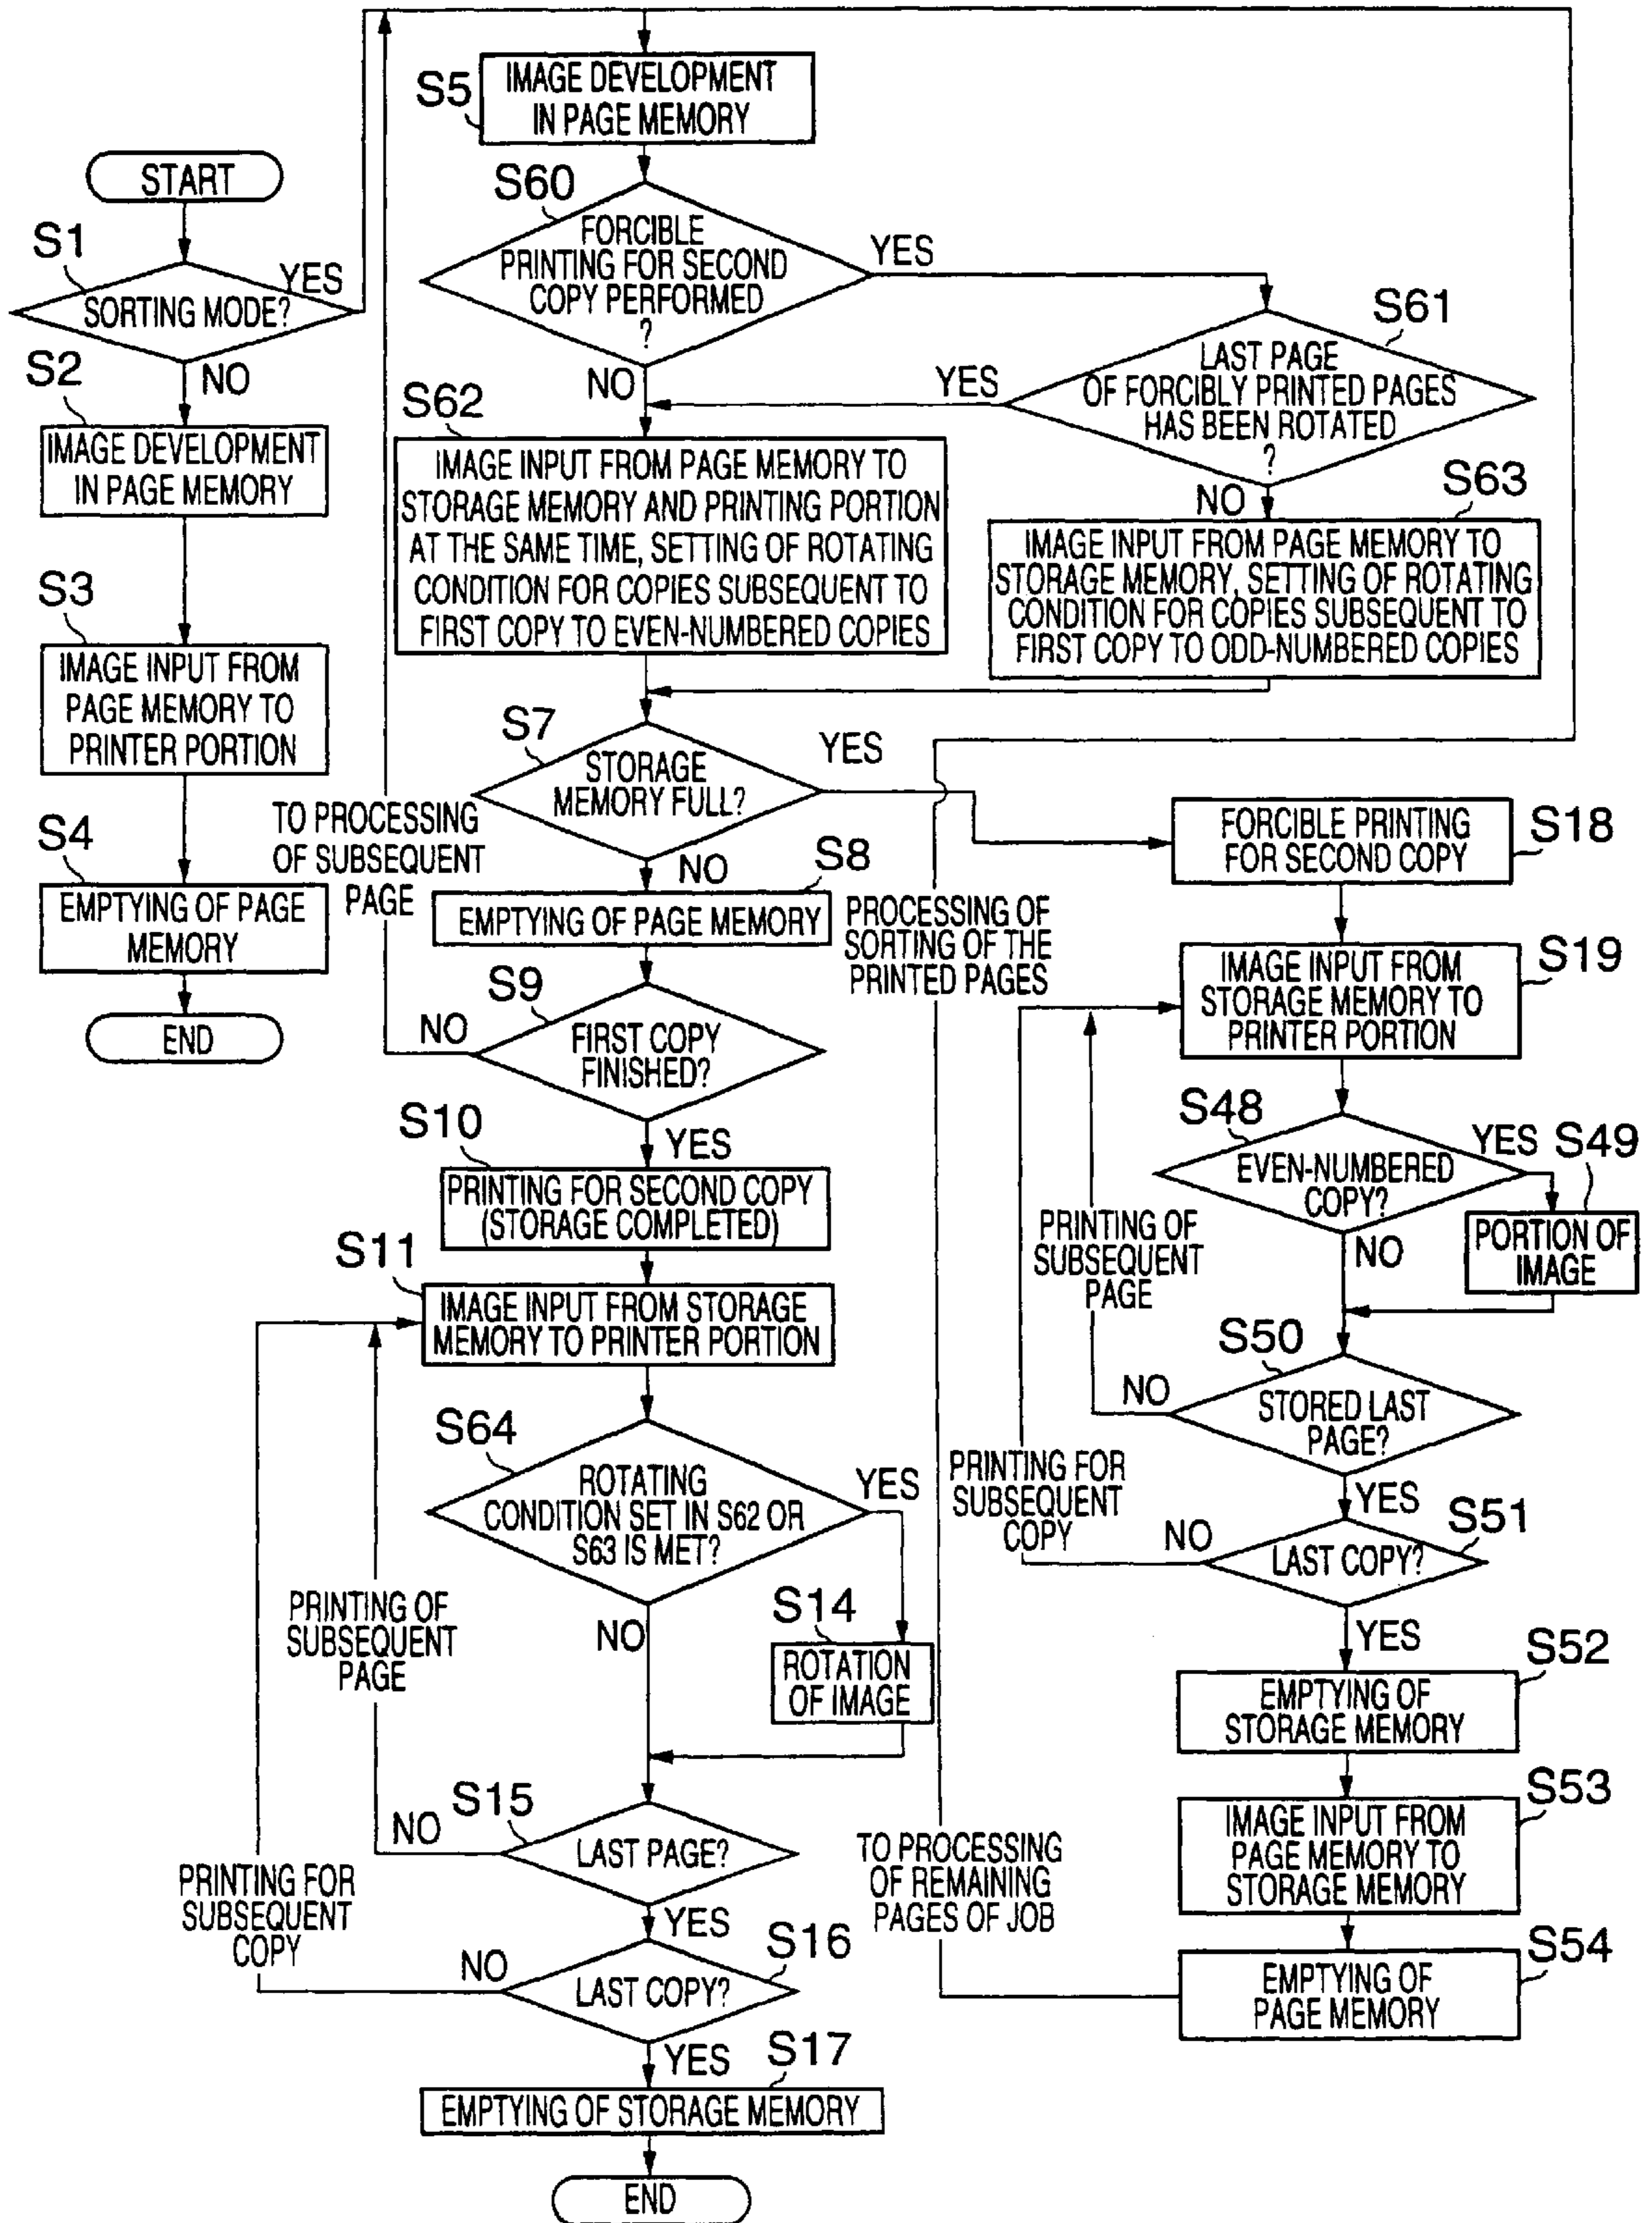 START
S1
SORTING MODE?
YES
NO
S2
IMAGE DEVELOPMENT
IN PAGE MEMORY
S3
IMAGE INPUT FROM
PAGE MEMORY TO
PRINTER PORTION
S4
EMPTYING OF PAGE
MEMORY
END
S5
IMAGE DEVELOPMENT
IN PAGE MEMORY
S60
FORCIBLE
PRINTING FOR SECOND
COPY PERFORMED
?
YES
NO
S61
LAST PAGE
OF FORCIBLY PRINTED PAGES
HAS BEEN ROTATED
?
YES
NO
S62
IMAGE INPUT FROM PAGE MEMORY TO
STORAGE MEMORY AND PRINTING PORTION
AT THE SAME TIME, SETTING OF ROTATING
CONDITION FOR COPIES SUBSEQUENT TO
FIRST COPY TO EVEN-NUMBERED COPIES
S63
IMAGE INPUT FROM PAGE MEMORY TO
STORAGE MEMORY, SETTING OF ROTATING
CONDITION FOR COPIES SUBSEQUENT TO
FIRST COPY TO ODD-NUMBERED COPIES
S7
STORAGE
MEMORY FULL?
YES
NO
TO PROCESSING
OF SUBSEQUENT
PAGE
S8
EMPTYING OF PAGE MEMORY
PROCESSING OF
SORTING OF THE
PRINTED PAGES
S9
FIRST COPY
FINISHED?
NO
YES
S10
PRINTING FOR SECOND COPY
(STORAGE COMPLETED)
S11
IMAGE INPUT FROM STORAGE
MEMORY TO PRINTER PORTION
S64
ROTATING
CONDITION SET IN S62 OR
S63 IS MET?
YES
NO
S14
ROTATION
OF IMAGE
PRINTING OF
SUBSEQUENT
PAGE
S15
LAST PAGE?
NO
YES
PRINTING FOR
SUBSEQUENT
COPY
S16
LAST COPY?
NO
YES
S17
EMPTYING OF STORAGE MEMORY
END
S18
FORCIBLE PRINTING
FOR SECOND COPY
S19
IMAGE INPUT FROM
STORAGE MEMORY TO
PRINTER PORTION
S48
EVEN-NUMBERED
COPY?
YES
NO
S49
PORTION OF
IMAGE
PRINTING OF
SUBSEQUENT
PAGE
S50
STORED LAST
PAGE?
NO
YES
PRINTING FOR
SUBSEQUENT
COPY
S51
LAST COPY?
NO
YES
S52
EMPTYING OF
STORAGE MEMORY
S53
IMAGE INPUT FROM
PAGE MEMORY TO
STORAGE MEMORY
TO PROCESSING
OF REMAINING
PAGES OF JOB
S54
EMPTYING OF
PAGE MEMORY